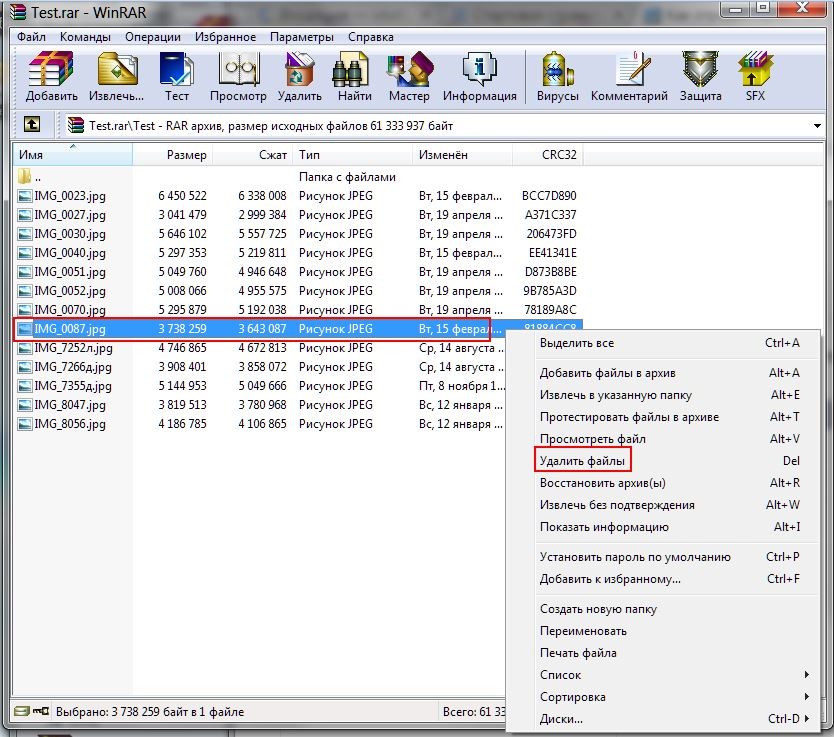 Test.rar - WinRAR
Файл Команды Операции Избранное Параметры Справка
Добавить Извлечь... Тест Просмотр Удалить Найти Мастер Информация Вирусы Комментарий Защита SFX
Test.rar\Test - RAR архив, размер исходных файлов 61 333 937 байт
Имя Размер Сжат Тип Изменён CRC32
.. Папка с файлами
IMG_0023.jpg 6 450 522 6 338 008 Рисунок JPEG Вт, 15 феврал... BCC7D890
IMG_0027.jpg 3 041 479 2 999 384 Рисунок JPEG Вт, 19 апреля ... A371C337
IMG_0030.jpg 5 646 102 5 557 725 Рисунок JPEG Вт, 19 апреля ... 206473FD
IMG_0040.jpg 5 297 353 5 219 811 Рисунок JPEG Вт, 15 феврал... EE41341E
IMG_0051.jpg 5 049 760 4 946 648 Рисунок JPEG Вт, 19 апреля ... D873B8BE
IMG_0052.jpg 5 008 066 4 955 575 Рисунок JPEG Вт, 19 апреля ... 9B785A3D
IMG_0070.jpg 5 295 879 5 192 038 Рисунок JPEG Вт, 19 апреля ... 78189A8C
IMG_0087.jpg 3 738 259 3 643 087 Рисунок JPEG Вт, 15 феврал...
IMG_7252л.jpg 4 746 865 4 672 813 Рисунок JPEG Ср, 14 августа ...
IMG_7266д.jpg 3 908 401 3 858 072 Рисунок JPEG Ср, 14 августа ...
IMG_7355д.jpg 5 144 953 5 049 666 Рисунок JPEG Пт, 8 ноября 1...
IMG_8047.jpg 3 819 513 3 780 968 Рисунок JPEG Вс, 12 января ...
IMG_8056.jpg 4 186 785 4 106 865 Рисунок JPEG Вс, 12 января ...
Выделить все Ctrl+A
Добавить файлы в архив Alt+A
Извлечь в указанную папку Alt+E
Протестировать файлы в архиве Alt+T
Просмотреть файл Alt+V
Удалить файлы Del
Восстановить архив(ы) Alt+R
Извлечь без подтверждения Alt+W
Показать информацию Alt+I
Установить пароль по умолчанию Ctrl+P
Добавить к избранному... Ctrl+F
Создать новую папку
Переименовать
Печать файла
Список
Сортировка
Диски... Ctrl-D
Выбрано: 3 738 259 байт в 1 файле Всего: 61 33